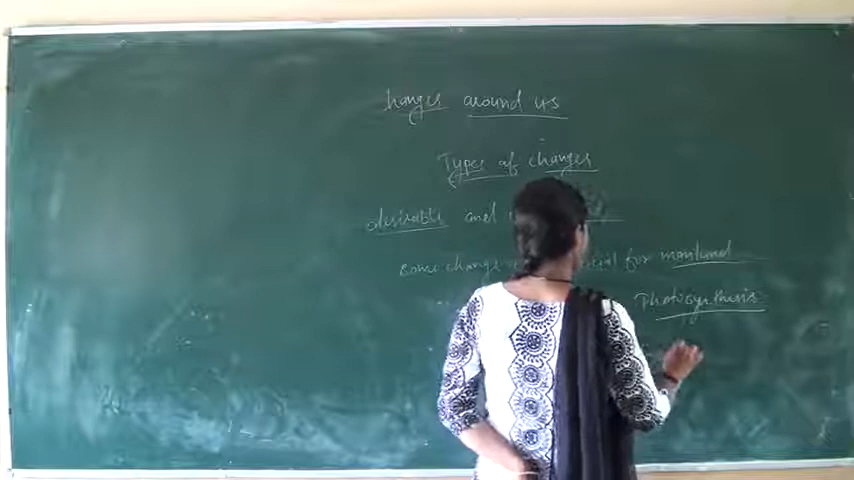 hanges around us
Types of changes
desirable and
Some change for mankind
Photosynthesis